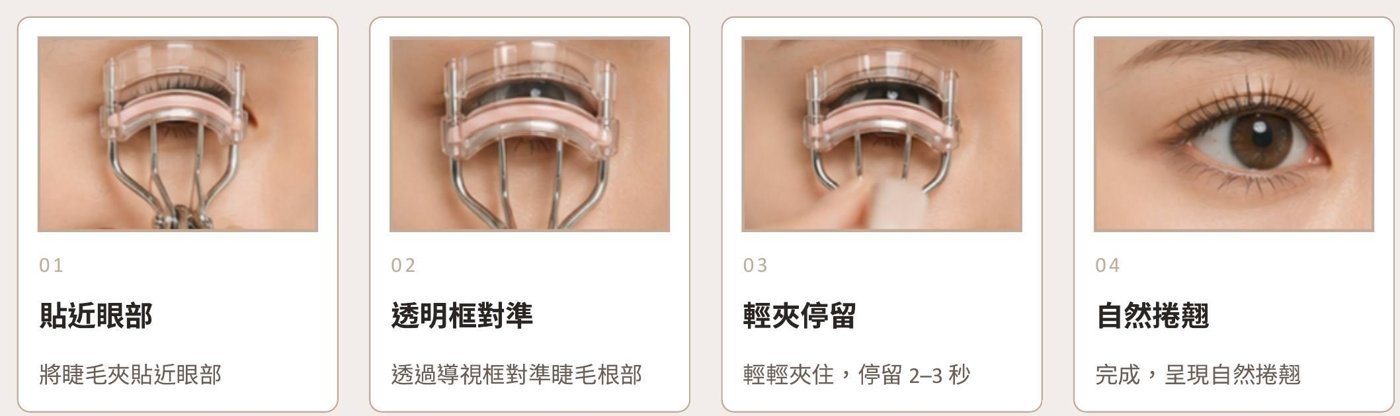 01
貼近眼部
將睫毛夾貼近眼部
02
透明框對準
透過導視框對準睫毛根部
03
輕夾停留
輕輕夾住，停留 2–3 秒
04
自然捲翹
完成，呈現自然捲翹